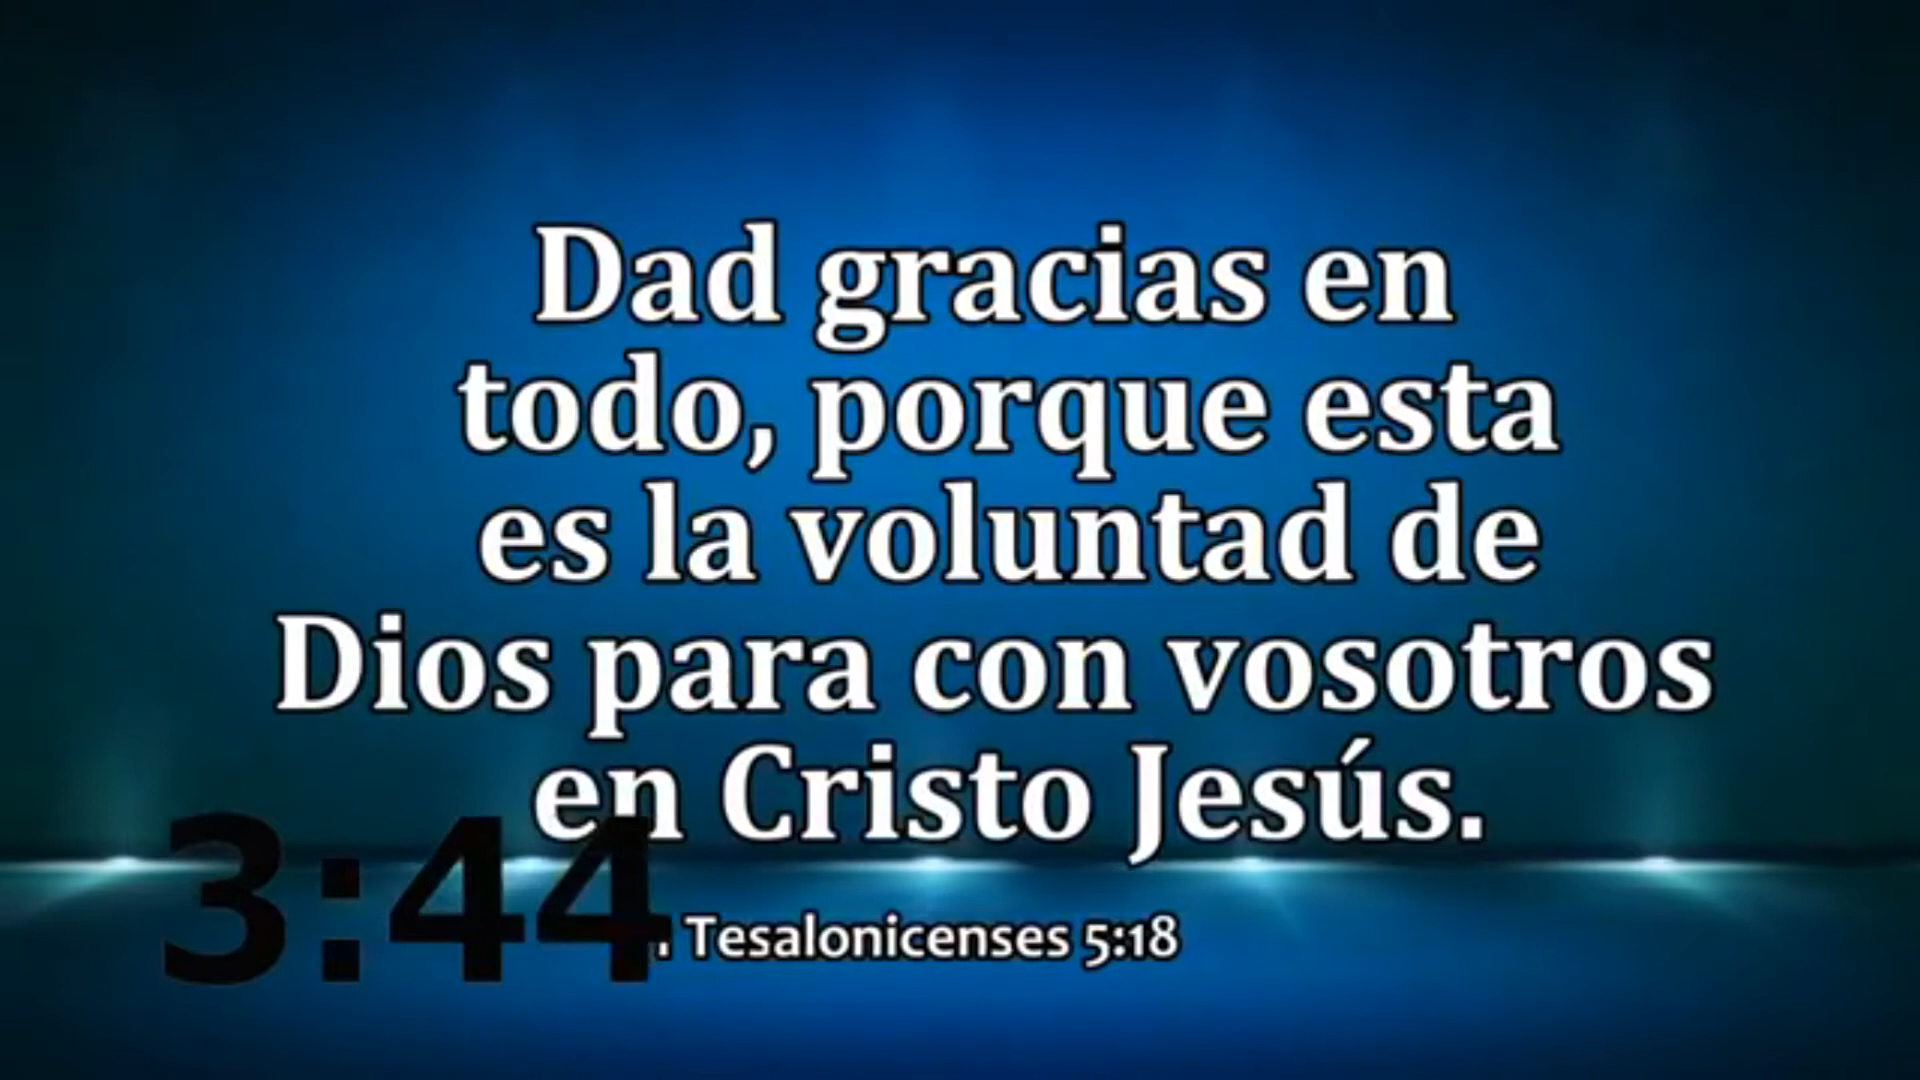 Dad gracias en
todo, porque esta
es la voluntad de
Dios para con vosotros
en Cristo Jesús.
3:44
. Tesalonicenses 5:18